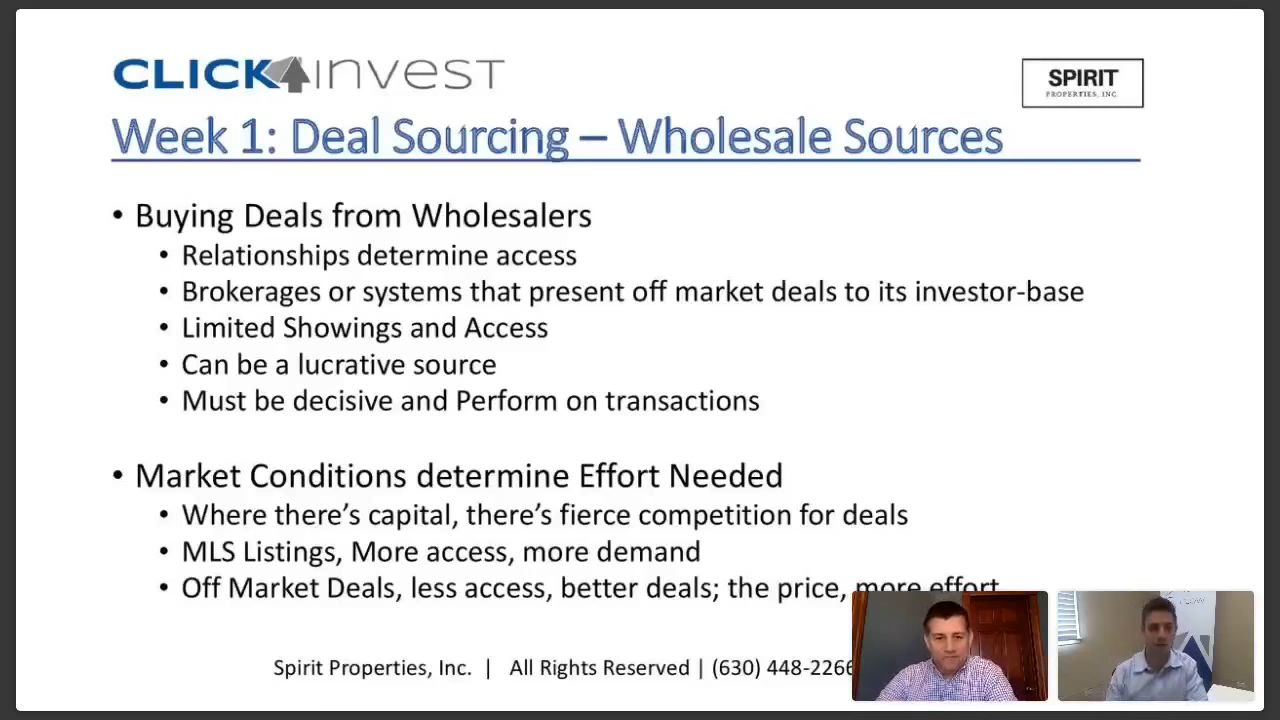 CLICK INVEST
SPIRIT
PROPERTIES, INC.
Week 1: Deal Sourcing – Wholesale Sources
• Buying Deals from Wholesalers
• Relationships determine access
• Brokerages or systems that present off market deals to its investor-base
• Limited Showings and Access
• Can be a lucrative source
• Must be decisive and Perform on transactions
• Market Conditions determine Effort Needed
• Where there’s capital, there’s fierce competition for deals
• MLS Listings, More access, more demand
• Off Market Deals, less access, better deals; the price, more effort
Spirit Properties, Inc. | All Rights Reserved | (630) 448-2266